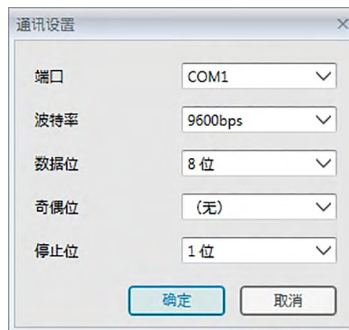 通讯设置
端口 COM1
波特率 9600bps
数据位 8 位
奇偶位 （无）
停止位 1 位
确定 取消